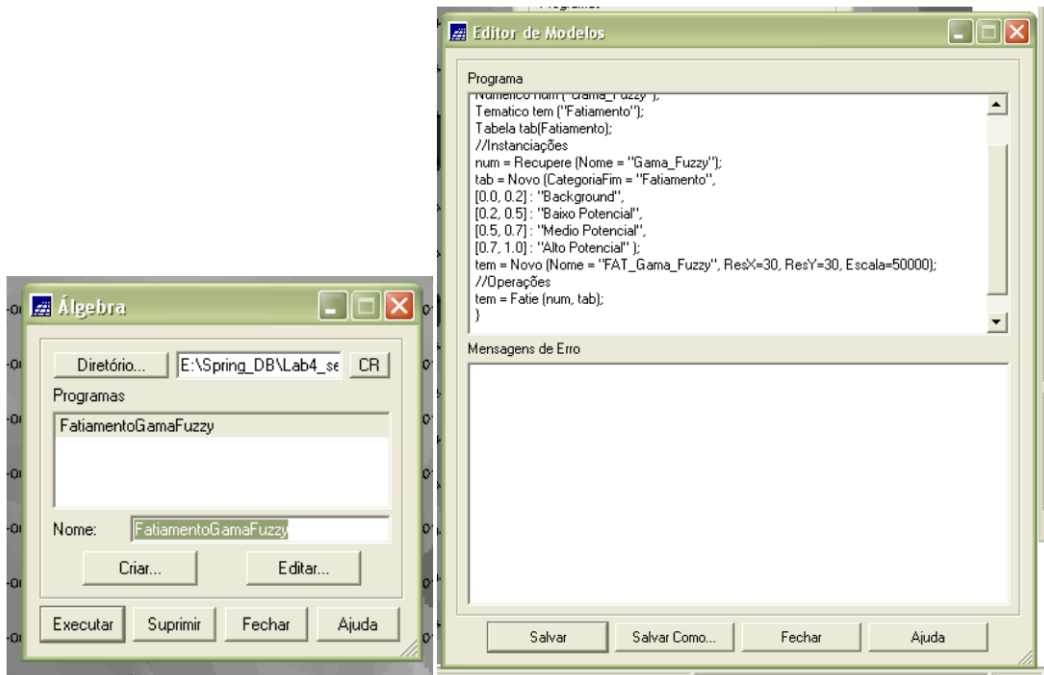 Álgebra
Diretório...
E:\Spring_DB\Lab4_se
CR
Programas
FatiamentoGamaFuzzy
Nome:
FatiamentoGamaFuzzy
Criar...
Editar...
Executar
Suprimir
Fechar
Ajuda
Editor de Modelos
Programa
Numerico num ("Gama_Fuzzy");
Tematico tem ("Fatiamento");
Tabela tab(Fatiamento);
//Instanciações
num = Recupere (Nome = "Gama_Fuzzy");
tab = Novo (CategoriaFim = "Fatiamento",
[0.0, 0.2] : "Background",
[0.2, 0.5] : "Baixo Potencial",
[0.5, 0.7] : "Medio Potencial",
[0.7, 1.0] : "Alto Potencial" );
tem = Novo (Nome = "FAT_Gama_Fuzzy", ResX=30, ResY=30, Escala=50000);
//Operações
tem = Fatie (num, tab);
}
Mensagens de Erro
Salvar
Salvar Como...
Fechar
Ajuda